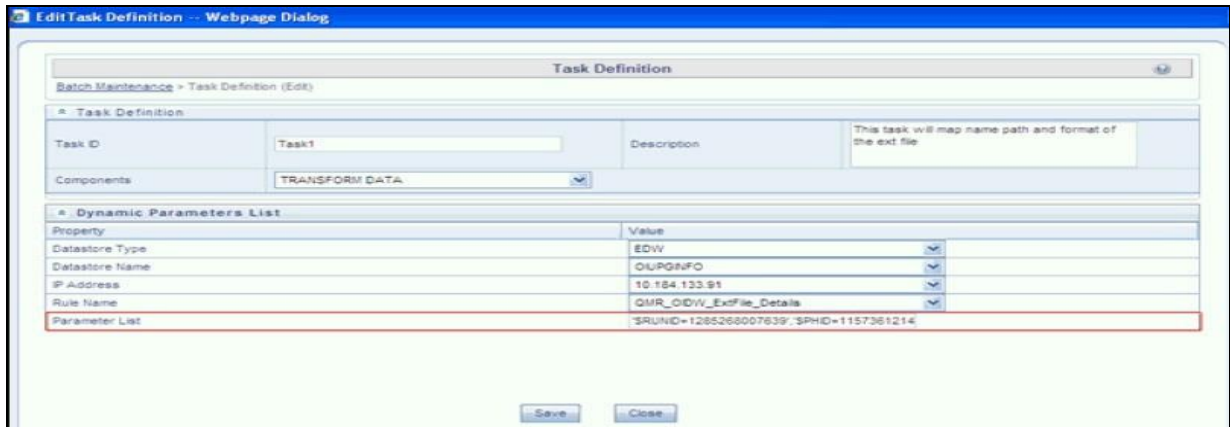 EditTask Definition -- Webpage Dialog
Task Definition
Batch Maintenance > Task Definition (Edit)
Task Definition
Task ID Task1 Description This task will map name path and format of
the ext file
Components TRANSFORM DATA
Dynamic Parameters List
Property Value
Datastore Type EDW
Datastore Name OIUPGINFO
IP Address 10.184.133.91
Rule Name QMR_OIDW_ExtFile_Details
Parameter List '$RUNID=1285268007639','$PHID=1157361214
Save Close